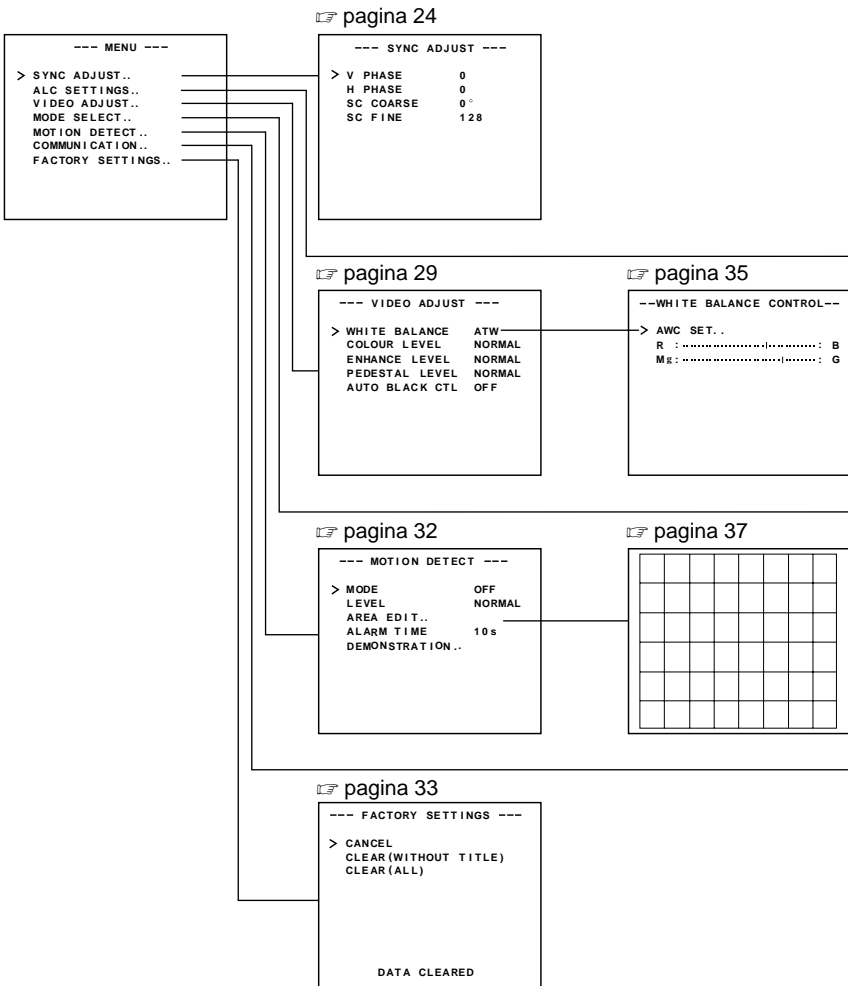 ☞ pagina 24
--- MENU ---
> SYNC ADJUST..
ALC SETTINGS..
VIDEO ADJUST..
MODE SELECT..
MOTION DETECT..
COMMUNICATION..
FACTORY SETTINGS..
--- SYNC ADJUST ---
> V PHASE 0
H PHASE 0
SC COARSE 0°
SC FINE 128
☞ pagina 29
--- VIDEO ADJUST ---
> WHITE BALANCE ATW
COLOUR LEVEL NORMAL
ENHANCE LEVEL NORMAL
PEDESTAL LEVEL NORMAL
AUTO BLACK CTL OFF
☞ pagina 35
--WHITE BALANCE CONTROL--
> AWC SET..
R : : B
Mg: : G
☞ pagina 32
--- MOTION DETECT ---
> MODE OFF
LEVEL NORMAL
AREA EDIT..
ALARM TIME 10s
DEMONSTRATION..
☞ pagina 37
☞ pagina 33
--- FACTORY SETTINGS ---
> CANCEL
CLEAR(WITHOUT TITLE)
CLEAR(ALL)
DATA CLEARED